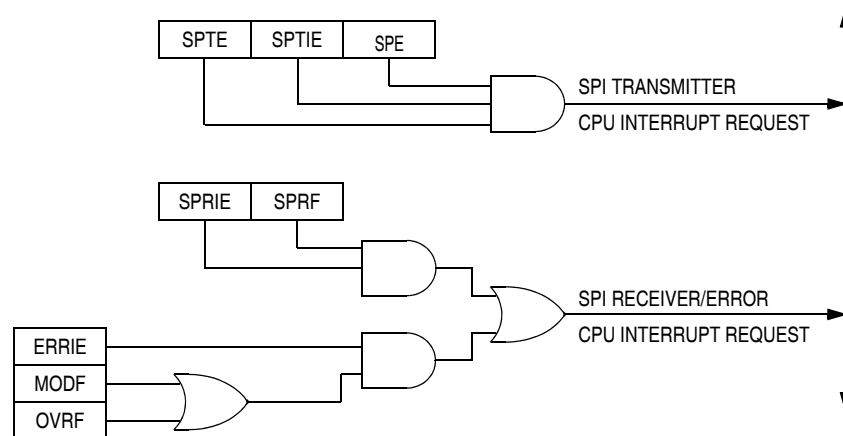 SPTE SPTIE SPE
SPI TRANSMITTER
CPU INTERRUPT REQUEST
SPRIE SPRF
SPI RECEIVER/ERROR
CPU INTERRUPT REQUEST
ERRIE
MODF
OVRF